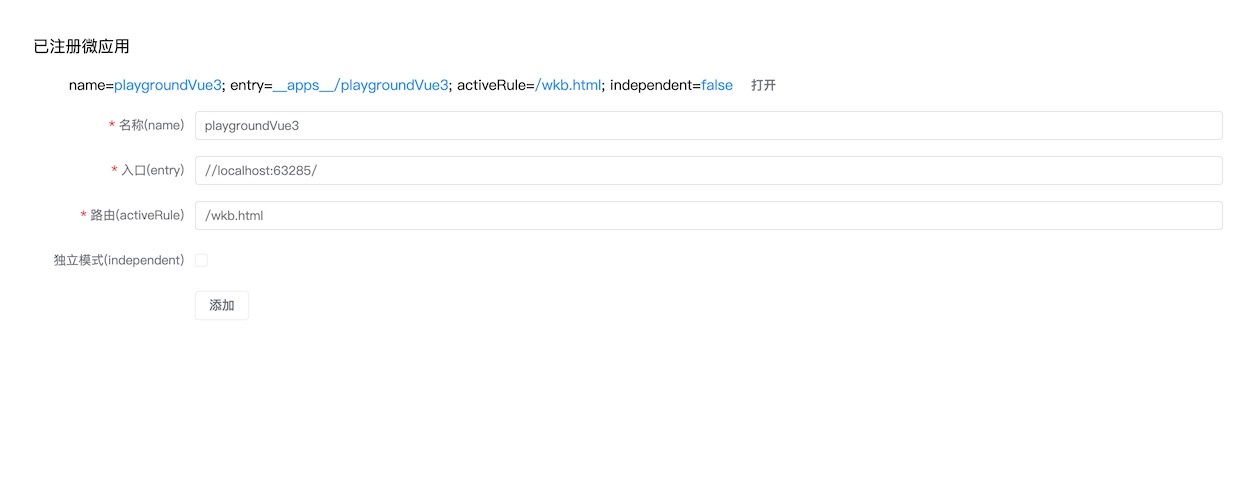 已注册微应用
name=playgroundVue3; entry=__apps__/playgroundVue3; activeRule=/wkb.html; independent=false 打开
* 名称(name) playgroundVue3
* 入口(entry) //localhost:63285/
* 路由(activeRule) /wkb.html
独立模式(independent)
添加